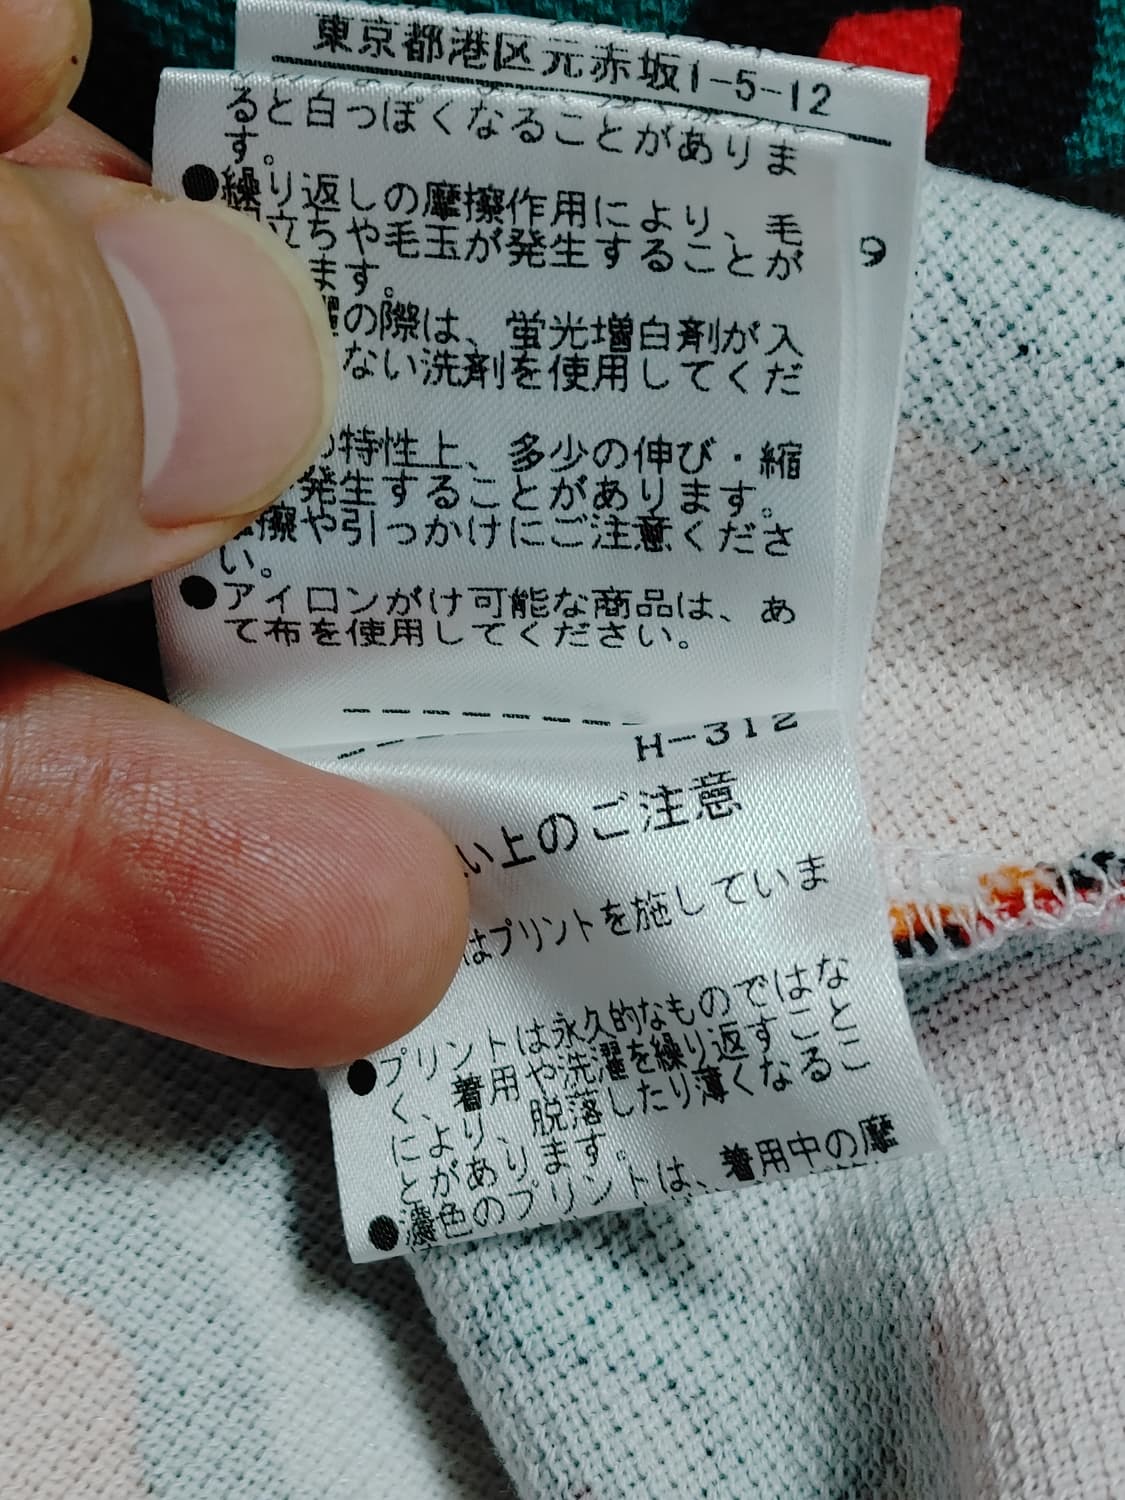 東京都港区元赤坂1-5-12
ると白っぽくなることがありま
す。
●繰り返しの摩擦作用により、毛
立ちや毛玉が発生することが
ます。
の際は、蛍光増白剤が入
ない洗剤を使用してくだ
特性上、多少の伸び・縮
発生することがあります。
擦や引っかけにご注意くださ
い。
●アイロンがけ可能な商品は、あ
て布を使用してください。
9
H-312
い上のご注意
はプリントを施していま
●プリントは永久的なものではな
く、着用や洗濯を繰り返すこと
により、脱落したり薄くなるこ
とがあります。
●濃色のプリントは、着用中の摩